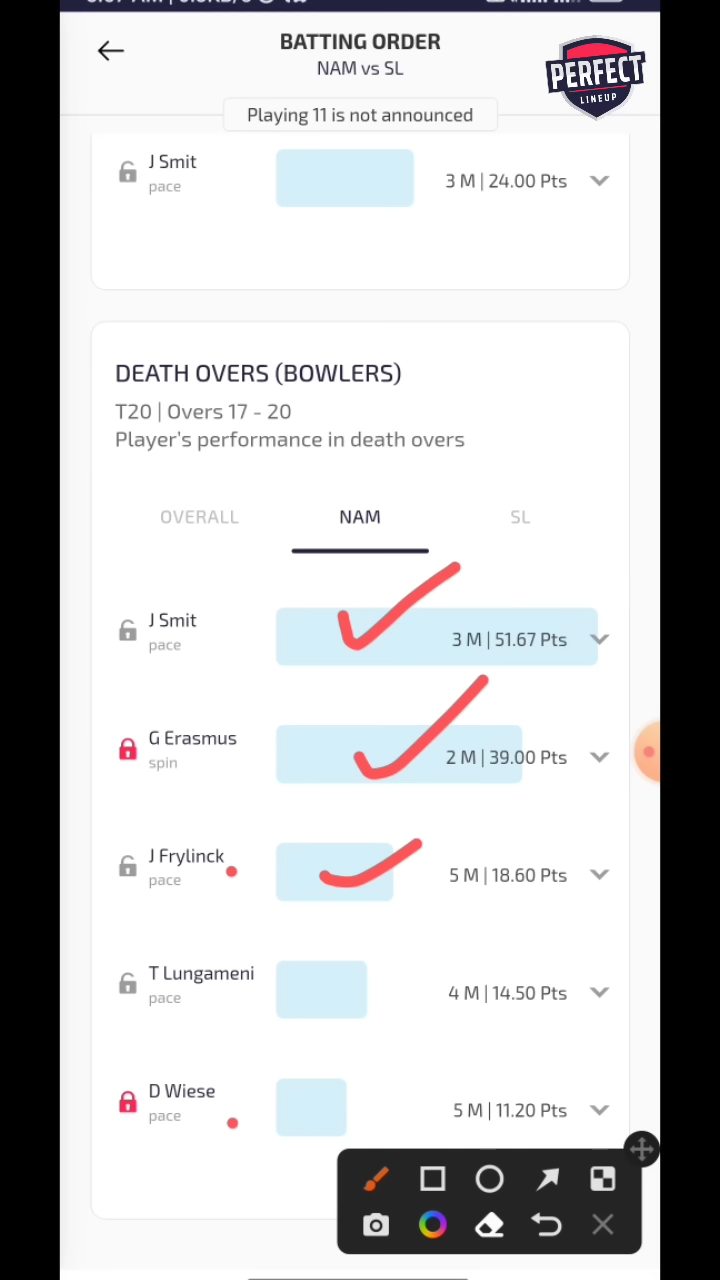 BATTING ORDER
NAM vs SL
PERFECT
LINEUP
Playing 11 is not announced
J Smit
pace
3 M | 24.00 Pts
DEATH OVERS (BOWLERS)
T20 | Overs 17 - 20
Player's performance in death overs
OVERALL NAM SL
J Smit
pace
3 M | 51.67 Pts
G Erasmus
spin
2 M | 39.00 Pts
J Frylinck
pace
5 M | 18.60 Pts
T Lungameni
pace
4 M | 14.50 Pts
D Wiese
pace
5 M | 11.20 Pts